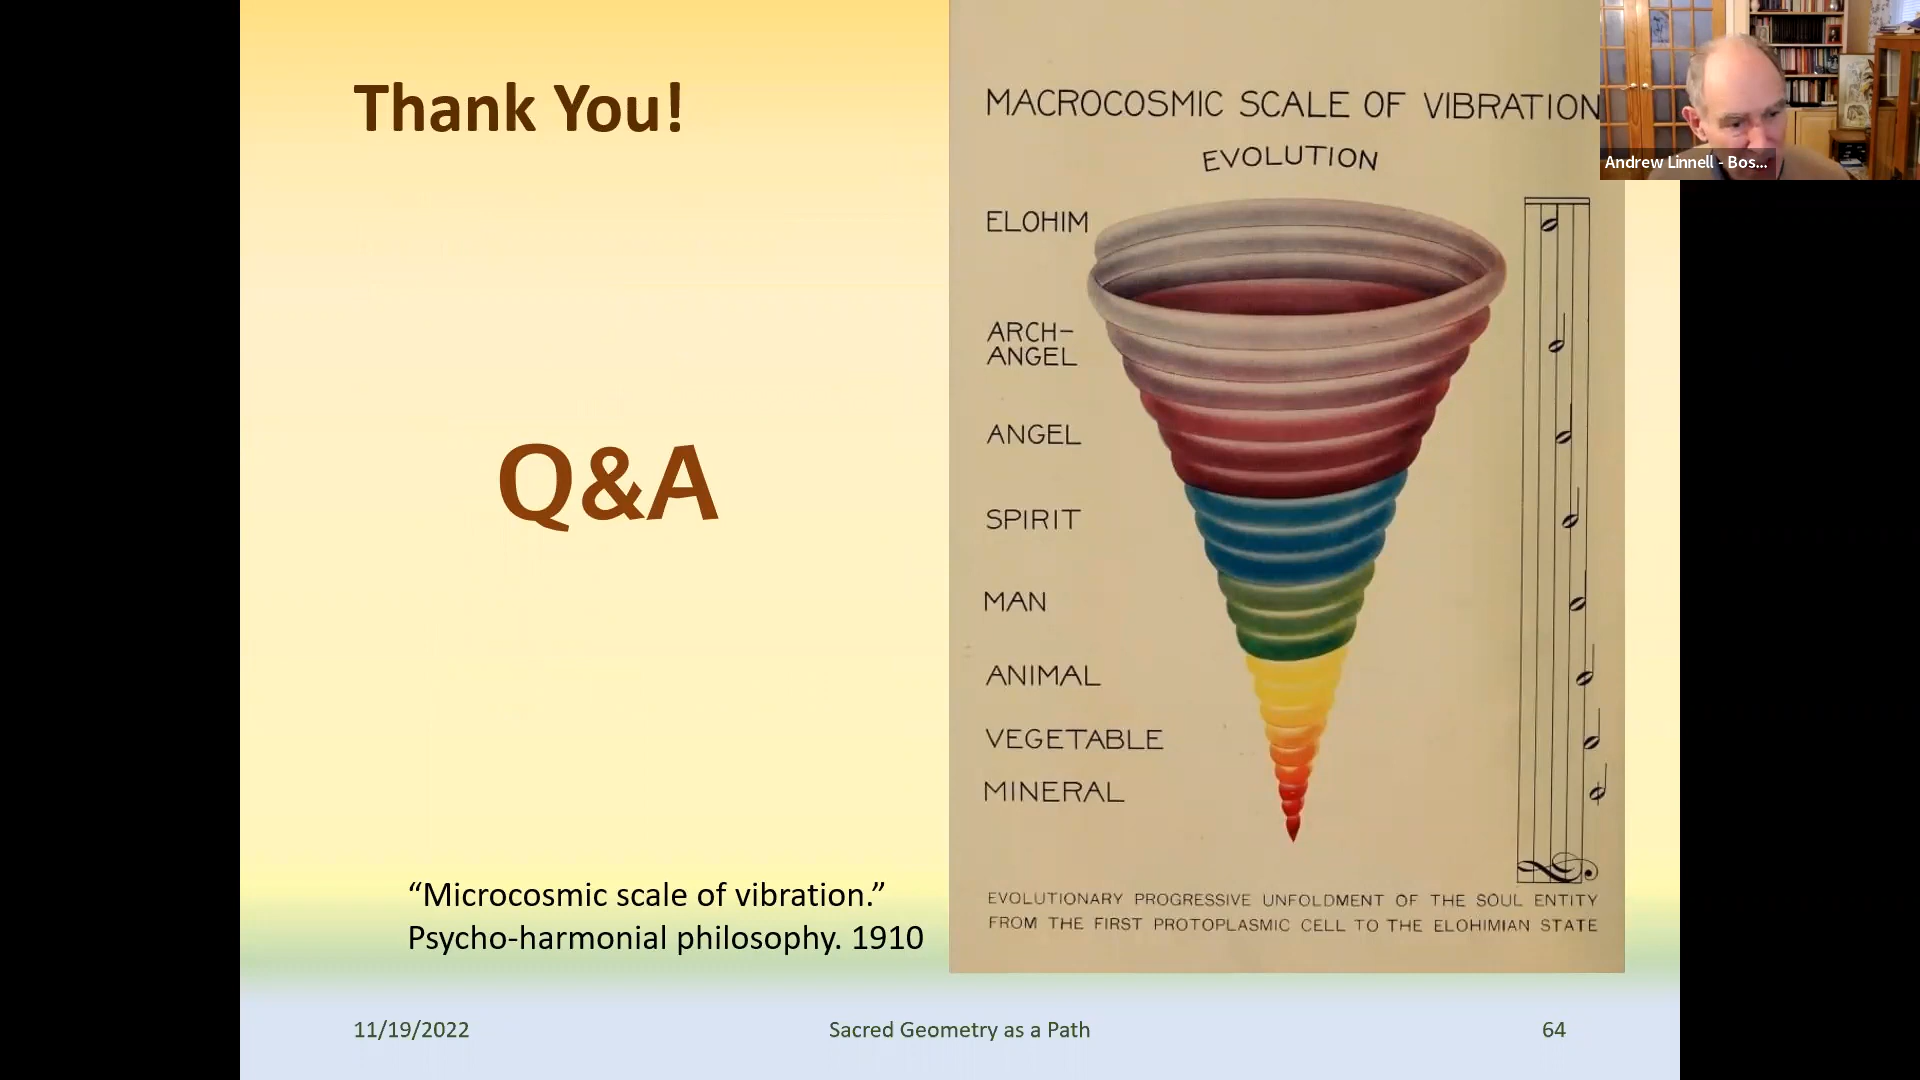 Thank You!
Q&A
“Microcosmic scale of vibration.”
Psycho-harmonial philosophy. 1910
MACROCOSMIC SCALE OF VIBRATION
EVOLUTION
ELOHIM
ARCH-
ANGEL
ANGEL
SPIRIT
MAN
ANIMAL
VEGETABLE
MINERAL
EVOLUTIONARY PROGRESSIVE UNFOLDMENT OF THE SOUL ENTITY
FROM THE FIRST PROTOPLASMIC CELL TO THE ELOHIMIAN STATE
Andrew Linnell - Bos...
11/19/2022
Sacred Geometry as a Path
64